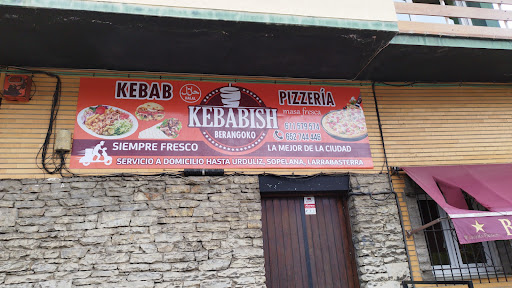 KEBAB
HALAL
KEBABISH
BERANGOKO
PIZZERÍA
masa fresca
SIEMPRE FRESCO
LA MEJOR DE LA CIUDAD
SERVICIO A DOMICILIO HASTA URDULIZ, SOPELANA, LARRABASTERRA